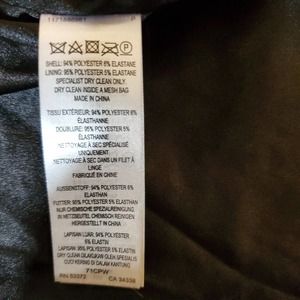 SHELL: 94% POLYESTER 6% ELASTANE
LINING: 95% POLYESTER 5% ELASTANE
SPECIALIST DRY CLEAN ONLY
DRY CLEAN INSIDE A MESH BAG
MADE IN CHINA
TISSU EXTÉRIEUR: 94% POLYESTER 6%
ÉLASTHANNE
DOUBLURE: 95% POLYESTER 5%
ÉLASTHANNE
NETTOYAGE À SEC SPÉCIALISÉ
UNIQUEMENT
NETTOYAGE À SEC DANS UN FILET À
LINGE
FABRIQUÉ EN CHINE
AUSSENSTOFF: 94% POLYESTER 6%
ELASTHAN
FUTTER: 95% POLYESTER 5% ELASTHAN
NUR CHEMISCHE SPEZIALREINIGUNG
IN NETZBEUTEL CHEMISCH REINIGEN
HERGESTELLT IN CHINA
LAPISAN LUAR: 94% POLYESTER
6% ELASTIN
LAPISAN: 95% POLYESTER 5% ELASTIN
DRY CLEAN
71CPW
RN 53372
CA 34338